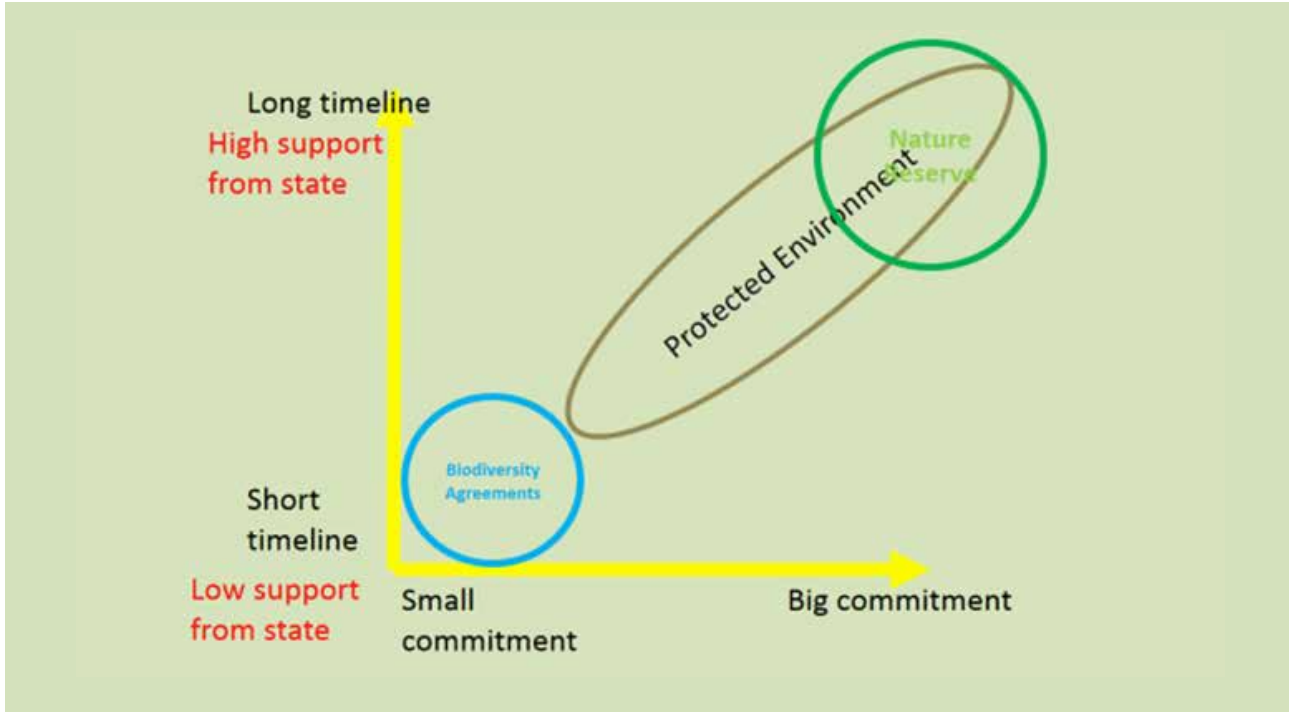 Long timeline
High support
from state
Nature
Reserve
Protected Environment
Biodiversity
Agreements
Short
timeline
Low support
from state
Small
commitment
Big commitment